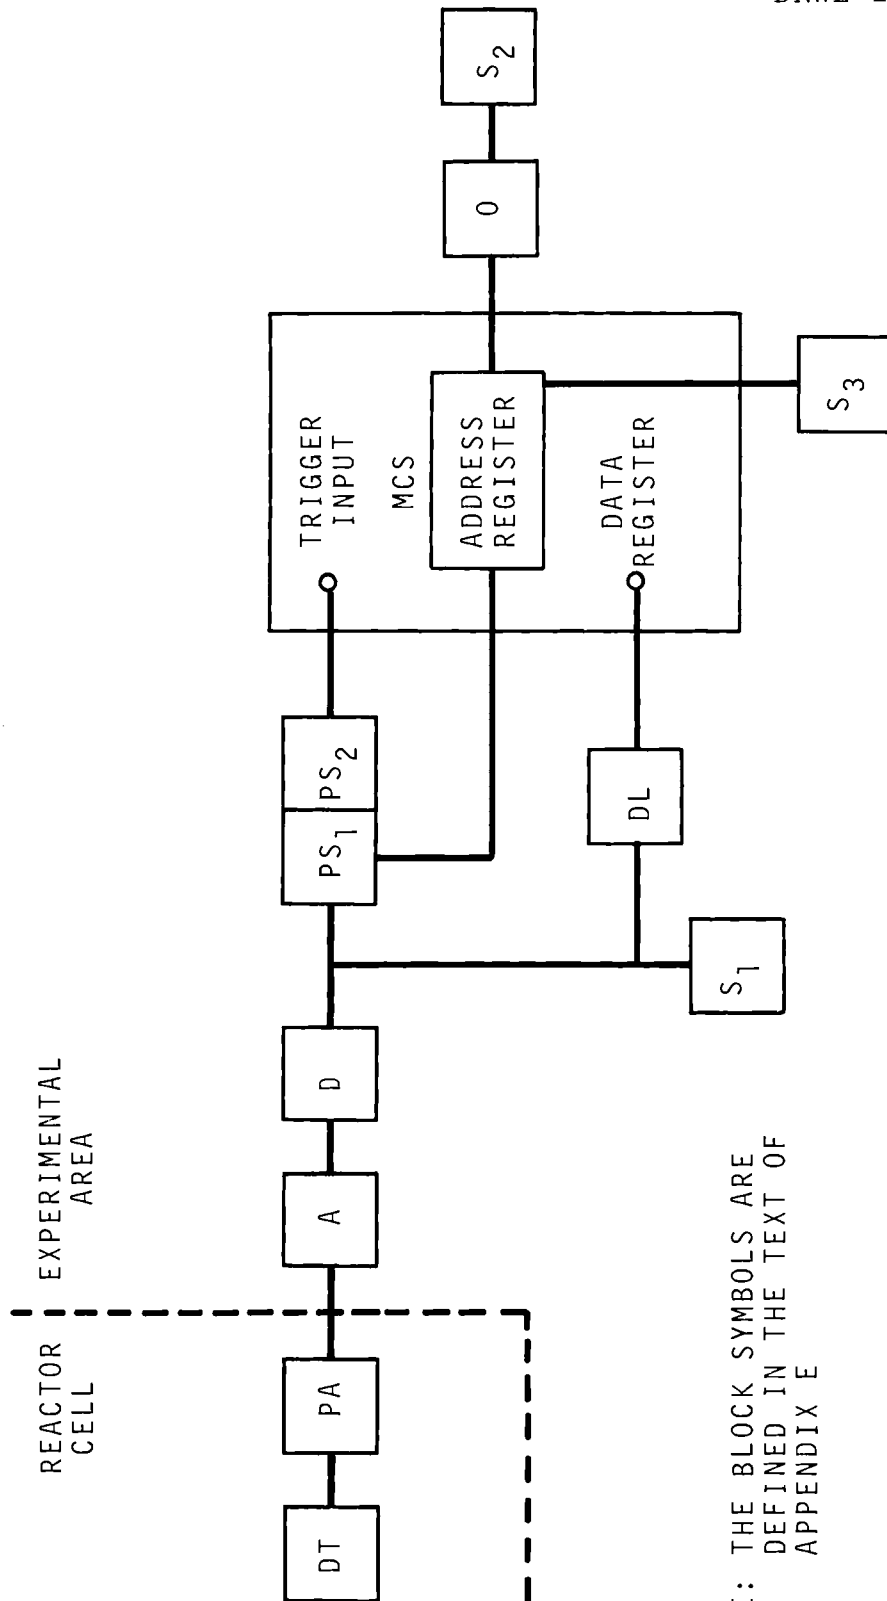 REACTOR
CELL
EXPERIMENTAL
AREA
DT
PA
A
D
PS1
PS2
TRIGGER
INPUT
MCS
ADDRESS
REGISTER
DATA
REGISTER
O
S2
DL
S1
S3
: THE BLOCK SYMBOLS ARE
DEFINED IN THE TEXT OF
APPENDIX E